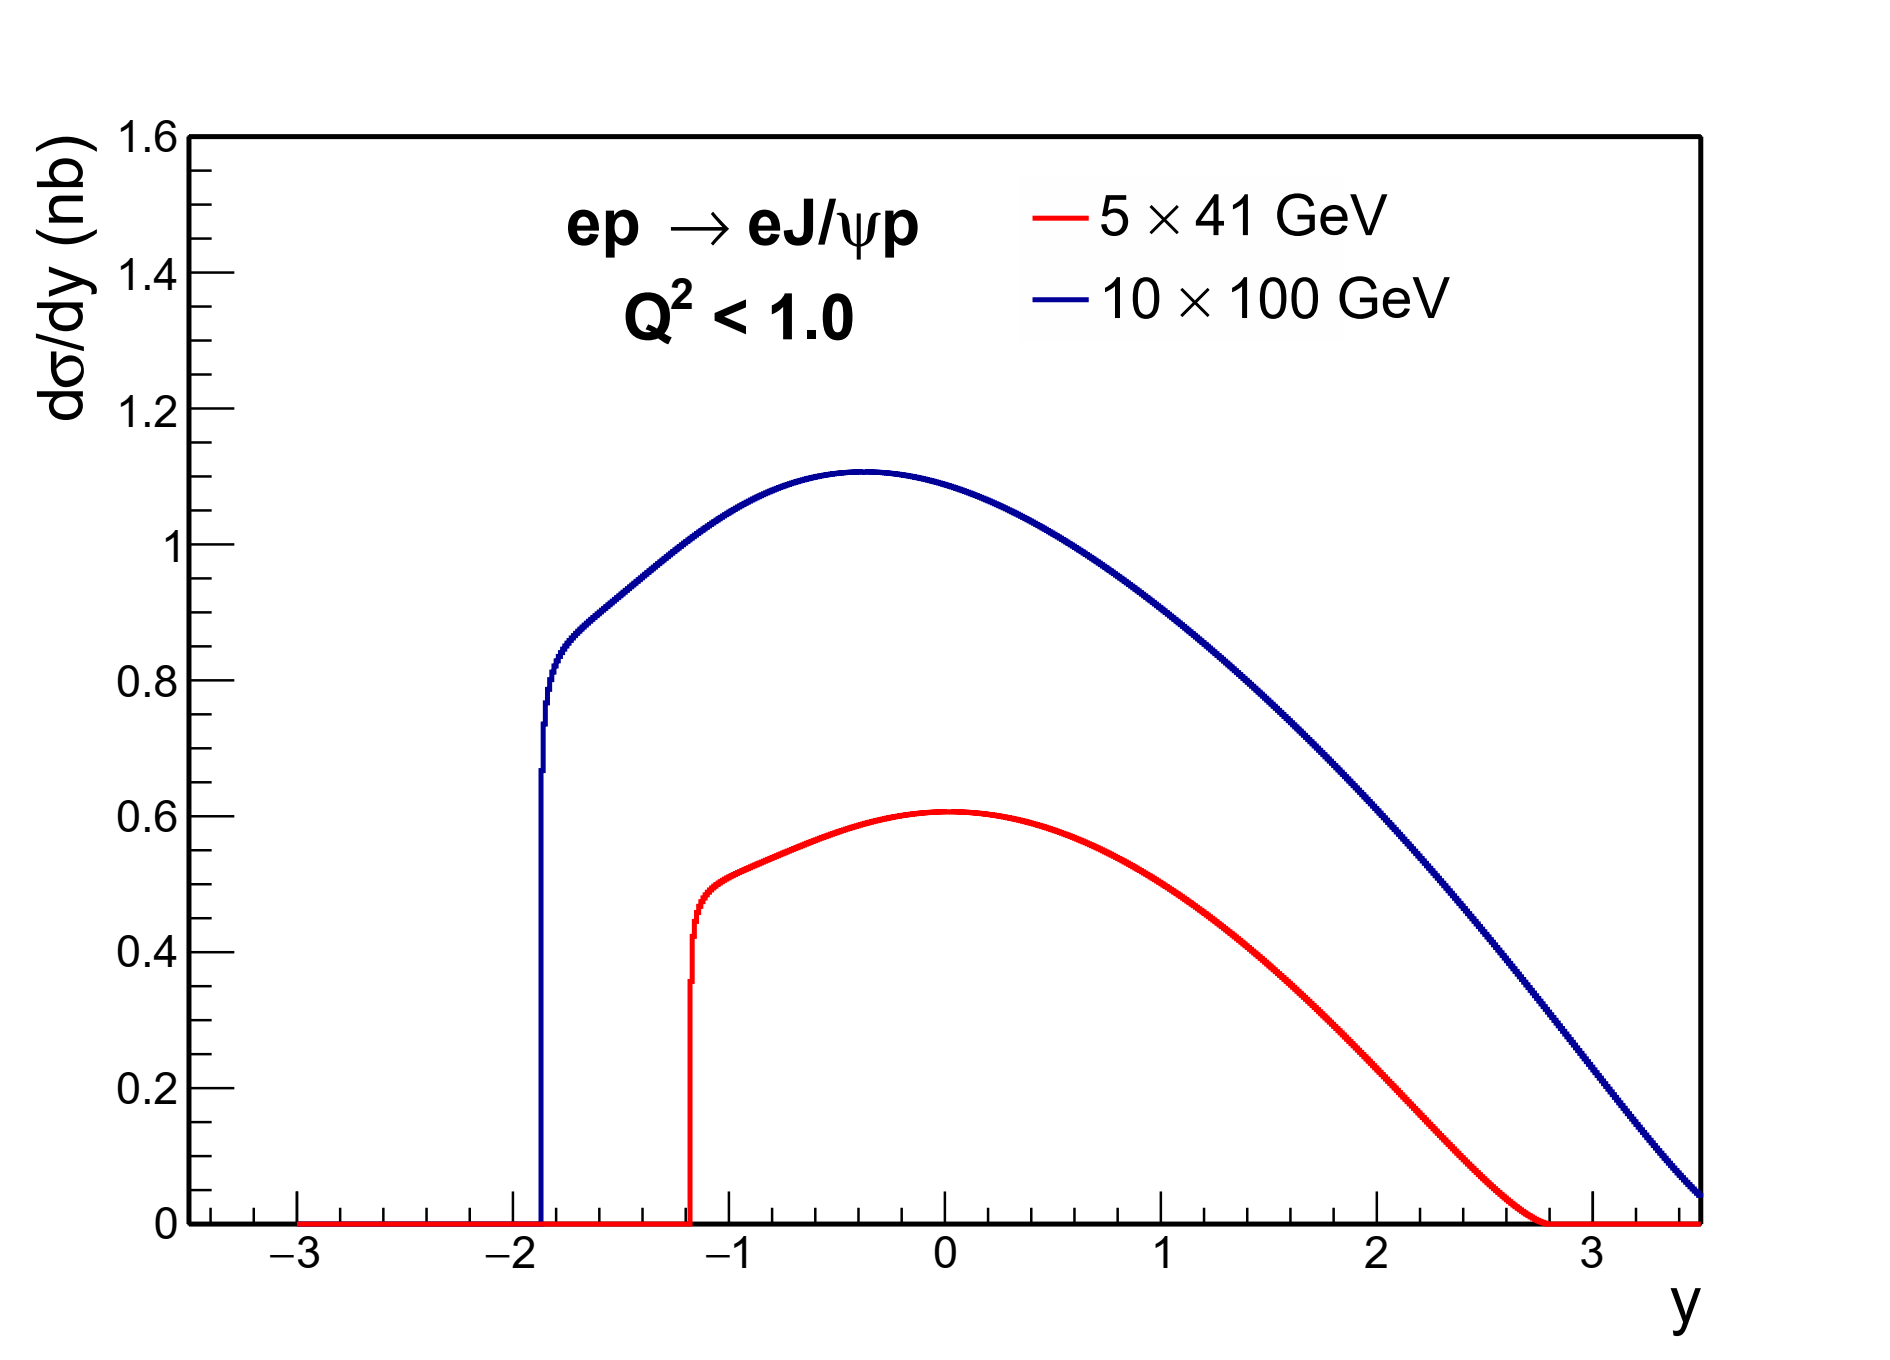 dσ/dy (nb)
1.6
1.4
1.2
1
0.8
0.6
0.4
0.2
0
ep → eJ/ψp
Q² < 1.0
5 × 41 GeV
10 × 100 GeV
−3 −2 −1 0 1 2 3
y